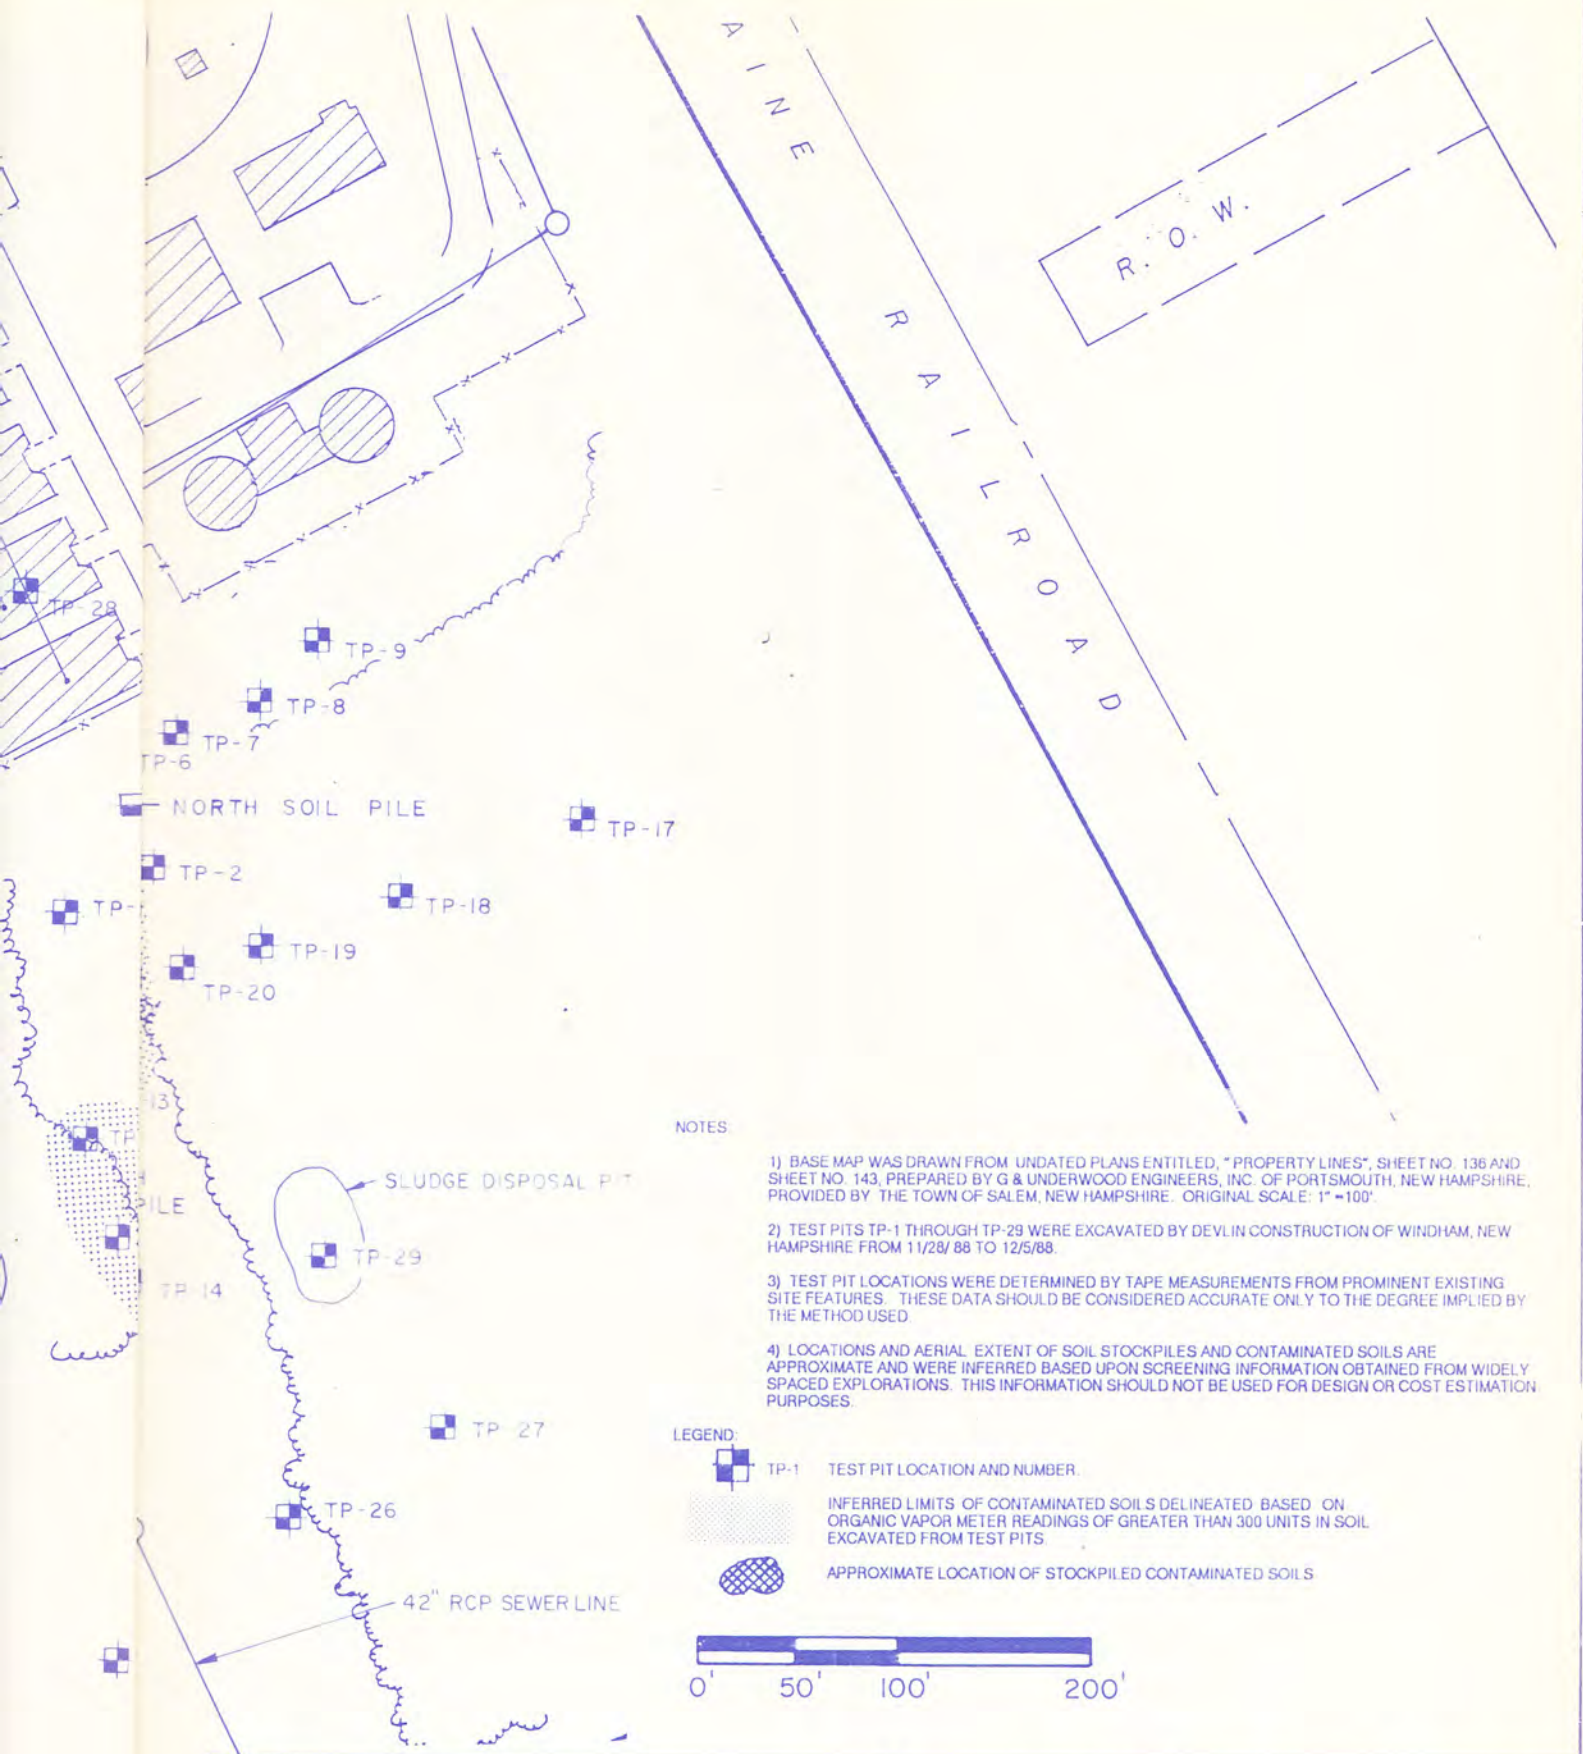 AINE RAILROAD
R. O. W.
TP-28
TP-9
TP-8
TP-7
TP-6
NORTH SOIL PILE
TP-17
TP-2
TP-
TP-18
TP-19
TP-20
13
TP
PILE
SLUDGE DISPOSAL PIT
TP-29
TP-14
TP-27
TP-26
42" RCP SEWER LINE
NOTES:
1) BASE MAP WAS DRAWN FROM UNDATED PLANS ENTITLED, "PROPERTY LINES", SHEET NO. 136 AND
SHEET NO. 143, PREPARED BY G & UNDERWOOD ENGINEERS, INC. OF PORTSMOUTH, NEW HAMPSHIRE,
PROVIDED BY THE TOWN OF SALEM, NEW HAMPSHIRE. ORIGINAL SCALE: 1" =100'.
2) TEST PITS TP-1 THROUGH TP-29 WERE EXCAVATED BY DEVLIN CONSTRUCTION OF WINDHAM, NEW
HAMPSHIRE FROM 11/28/ 88 TO 12/5/88.
3) TEST PIT LOCATIONS WERE DETERMINED BY TAPE MEASUREMENTS FROM PROMINENT EXISTING
SITE FEATURES. THESE DATA SHOULD BE CONSIDERED ACCURATE ONLY TO THE DEGREE IMPLIED BY
THE METHOD USED.
4) LOCATIONS AND AERIAL EXTENT OF SOIL STOCKPILES AND CONTAMINATED SOILS ARE
APPROXIMATE AND WERE INFERRED BASED UPON SCREENING INFORMATION OBTAINED FROM WIDELY
SPACED EXPLORATIONS. THIS INFORMATION SHOULD NOT BE USED FOR DESIGN OR COST ESTIMATION
PURPOSES.
LEGEND:
TP-1 TEST PIT LOCATION AND NUMBER.
INFERRED LIMITS OF CONTAMINATED SOILS DELINEATED BASED ON
ORGANIC VAPOR METER READINGS OF GREATER THAN 300 UNITS IN SOIL
EXCAVATED FROM TEST PITS.
APPROXIMATE LOCATION OF STOCKPILED CONTAMINATED SOILS
0' 50' 100' 200'